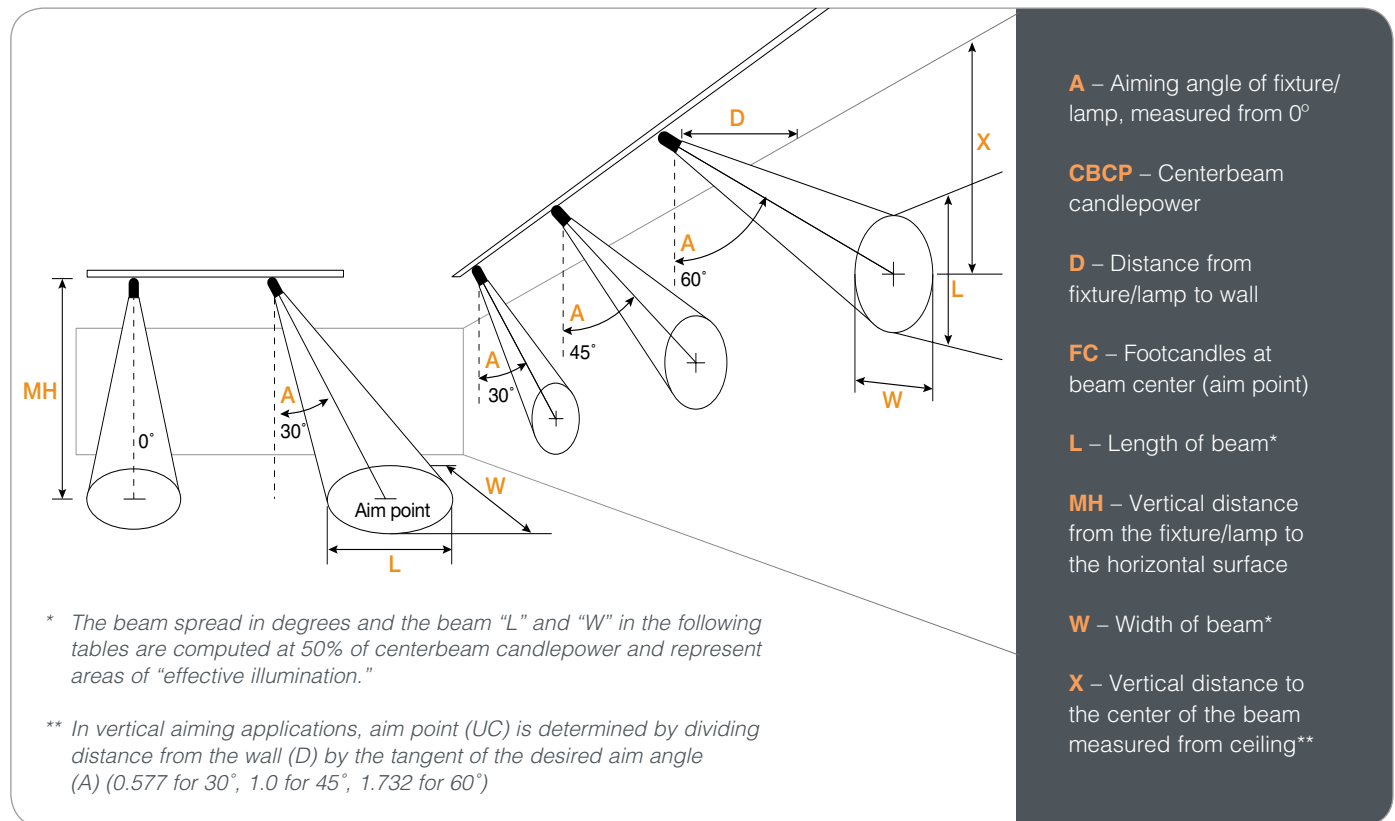 D
X
A
60°
L
A
45°
A
30°
W
MH
A
30°
0°
W
Aim point
L
* The beam spread in degrees and the beam “L” and “W” in the following
tables are computed at 50% of centerbeam candlepower and represent
areas of “effective illumination.”
** In vertical aiming applications, aim point (UC) is determined by dividing
distance from the wall (D) by the tangent of the desired aim angle
(A) (0.577 for 30˚, 1.0 for 45˚, 1.732 for 60˚)
A – Aiming angle of fixture/
lamp, measured from 0º
CBCP – Centerbeam
candlepower
D – Distance from
fixture/lamp to wall
FC – Footcandles at
beam center (aim point)
L – Length of beam*
MH – Vertical distance
from the fixture/lamp to
the horizontal surface
W – Width of beam*
X – Vertical distance to
the center of the beam
measured from ceiling**